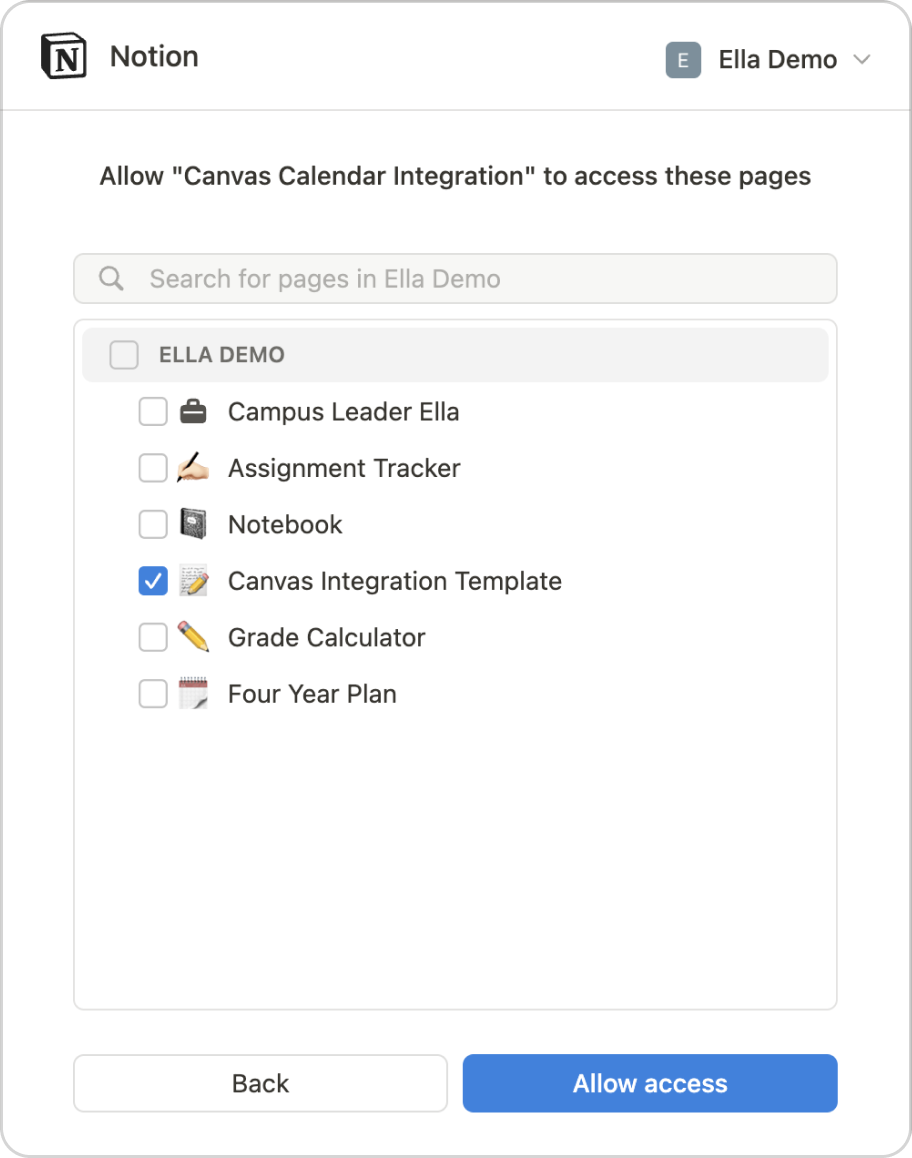 Notion
E Ella Demo
Allow "Canvas Calendar Integration" to access these pages
Search for pages in Ella Demo
ELLA DEMO
Campus Leader Ella
Assignment Tracker
Notebook
Canvas Integration Template
Grade Calculator
Four Year Plan
Back
Allow access